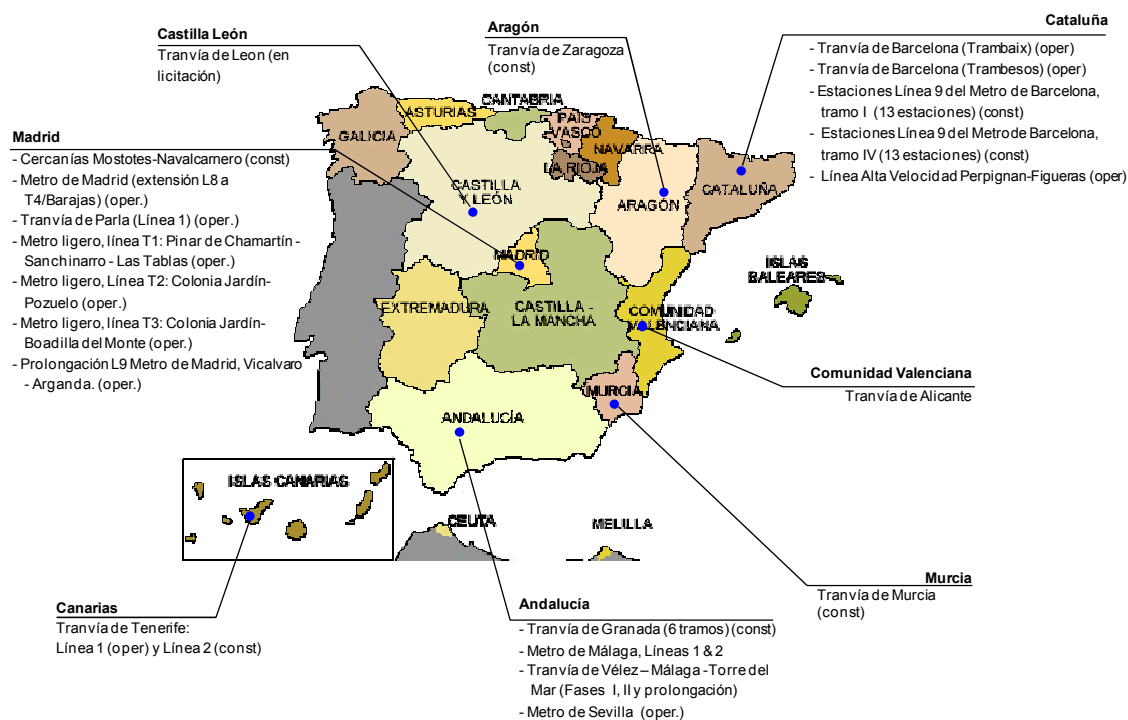 Castilla León
Tranvía de Leon (en
licitación)
Aragón
Tranvía de Zaragoza
(const)
Cataluña
- Tranvía de Barcelona (Trambaix) (oper)
- Tranvía de Barcelona (Trambesos) (oper)
- Estaciones Línea 9 del Metro de Barcelona,
tramo I (13 estaciones) (const)
- Estaciones Línea 9 del Metro de Barcelona,
tramo IV (13 estaciones) (const)
- Línea Alta Velocidad Perpignan-Figueras (oper)
Madrid
- Cercanías Mostotes-Navalcarnero (const)
- Metro de Madrid (extensión L8 a
T4/Barajas) (oper.)
- Tranvía de Parla (Línea 1) (oper.)
- Metro ligero, línea T1: Pinar de Chamartín -
Sanchinarro - Las Tablas (oper.)
- Metro ligero, Línea T2: Colonia Jardín-
Pozuelo (oper.)
- Metro ligero, línea T3: Colonia Jardín-
Boadilla del Monte (oper.)
- Prolongación L9 Metro de Madrid, Vicalvaro
- Arganda. (oper.)
GALICIA
ASTURIAS
CANTABRIA
PAÍS
VASCO
NAVARRA
LA RIOJA
CASTILLA
Y LEÓN
ARAGÓN
CATALUÑA
MADRID
ISLAS
BALEARES
EXTREMADURA
CASTILLA -
LA MANCHA
COMUNIDAD
VALENCIANA
MURCIA
ANDALUCÍA
ISLAS CANARIAS
CEUTA
MELILLA
Comunidad Valenciana
Tranvía de Alicante
Murcia
Tranvía de Murcia
(const)
Canarias
Tranvía de Tenerife:
Línea 1 (oper) y Línea 2 (const)
Andalucía
- Tranvía de Granada (6 tramos) (const)
- Metro de Málaga, Líneas 1 & 2
- Tranvía de Vélez – Málaga - Torre del
Mar (Fases I, II y prolongación)
- Metro de Sevilla (oper.)